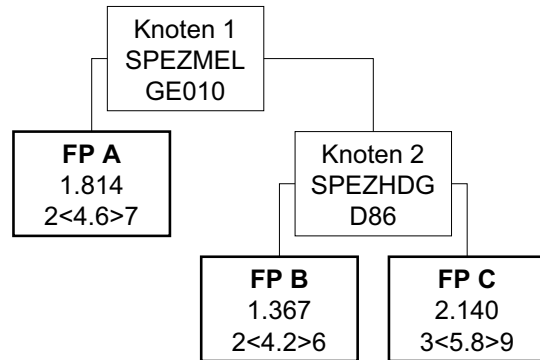 Knoten 1
SPEZMEL
GE010
FP A
1.814
2<4.6>7
Knoten 2
SPEZHDG
D86
FP B
1.367
2<4.2>6
FP C
2.140
3<5.8>9